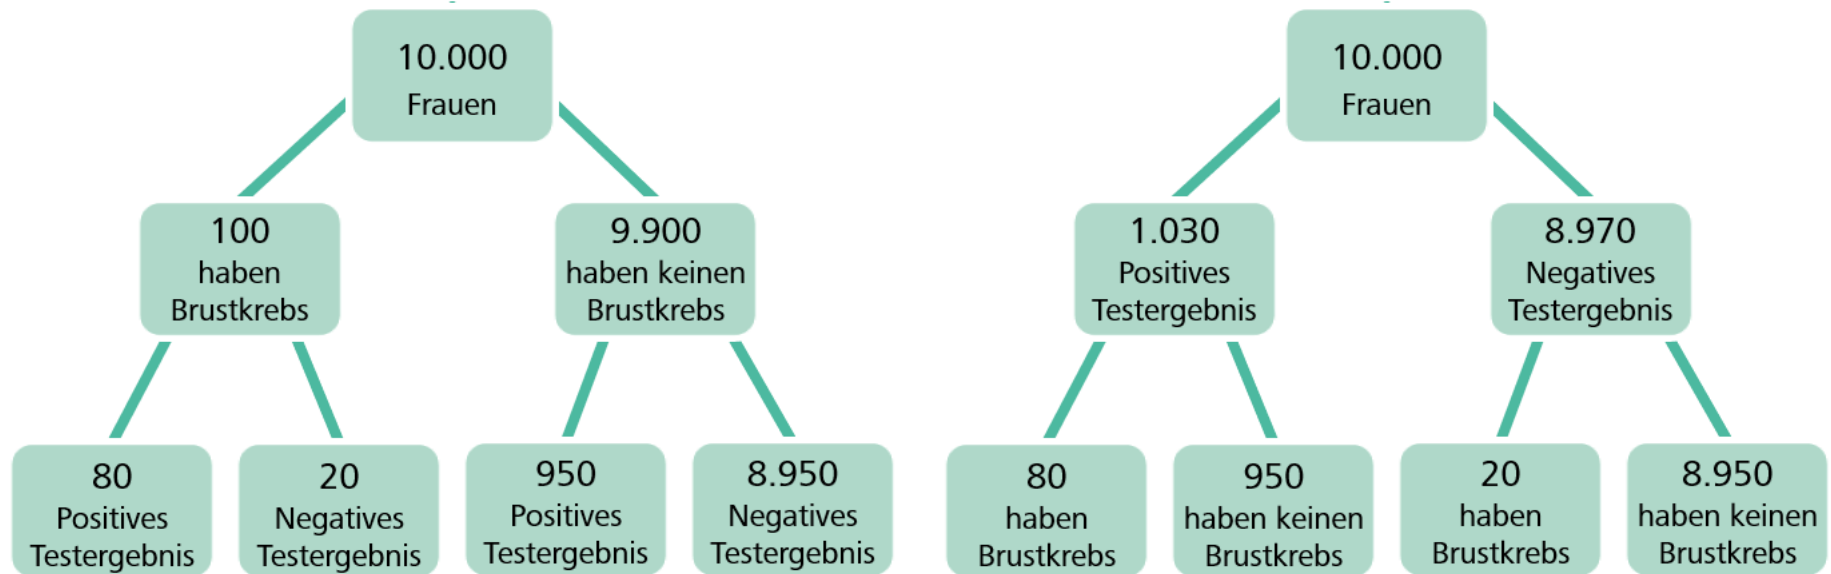 10.000
Frauen
100
haben
Brustkrebs
9.900
haben keinen
Brustkrebs
80
Positives
Testergebnis
20
Negatives
Testergebnis
950
Positives
Testergebnis
8.950
Negatives
Testergebnis
10.000
Frauen
1.030
Positives
Testergebnis
8.970
Negatives
Testergebnis
80
haben
Brustkrebs
950
haben keinen
Brustkrebs
20
haben
Brustkrebs
8.950
haben keinen
Brustkrebs